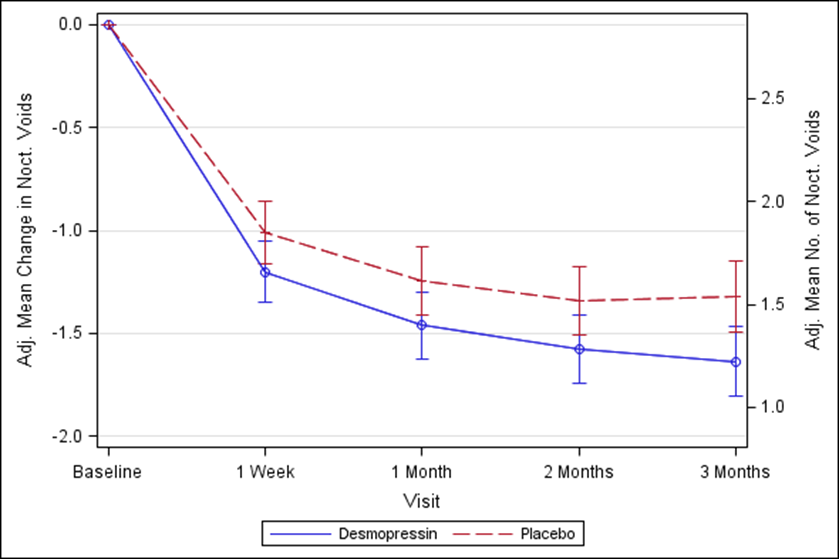 Adj. Mean Change in Noct. Voids
0.0
-0.5
-1.0
-1.5
-2.0
2.5
2.0
1.5
1.0
Adj. Mean No. of Noct. Voids
Baseline 1 Week 1 Month 2 Months 3 Months
Visit
Desmopressin Placebo